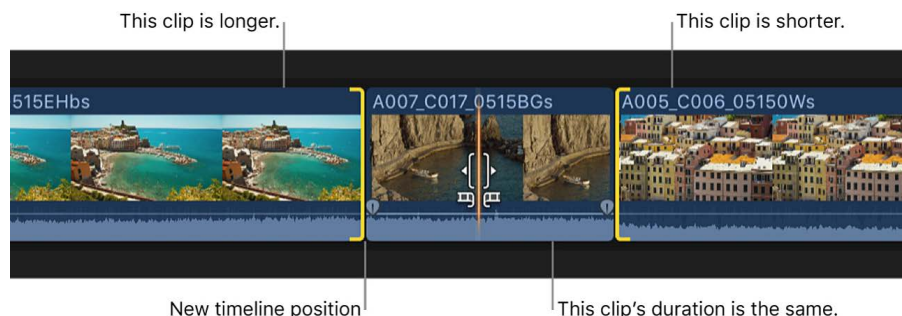 This clip is longer.
This clip is shorter.
515EHbs
A007_C017_0515BGs
A005_C006_05150Ws
New timeline position
This clip's duration is the same.